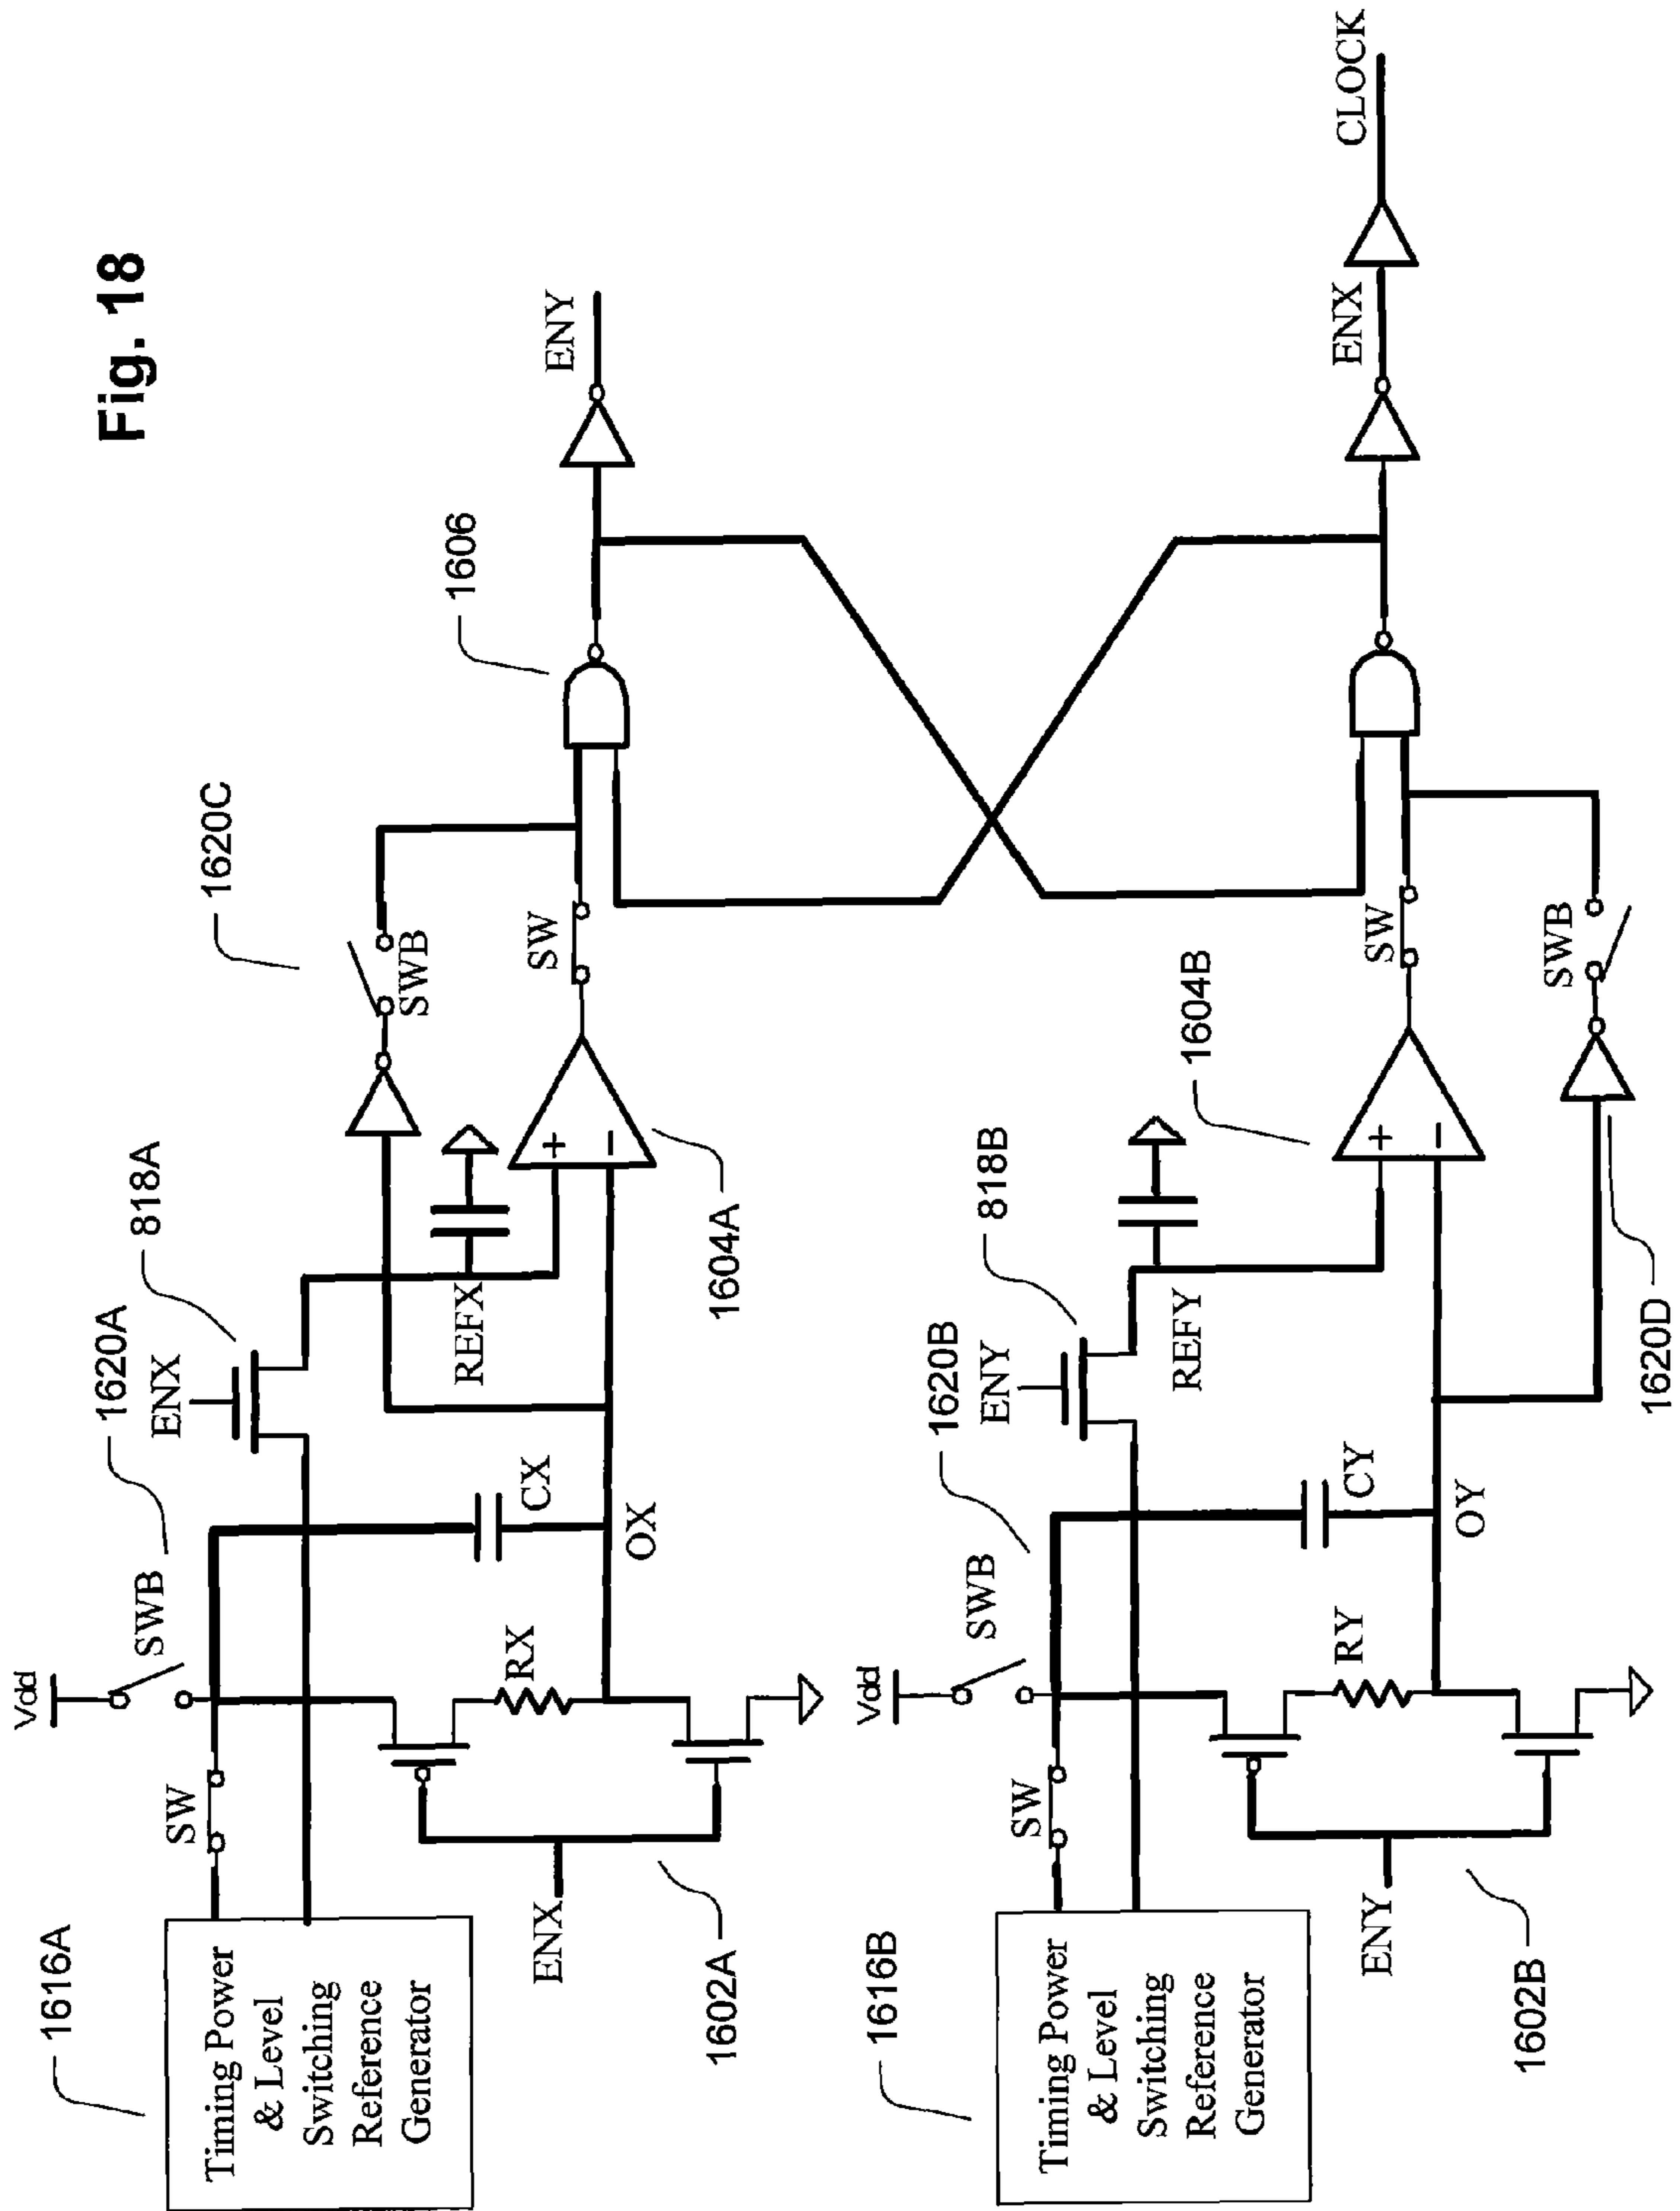 Fig. 18
1616A
Timing Power
& Level
Switching
Reference
Generator
SW
Vdd
SWB
1620A
ENX
818A
1620C
SWB
RX
CX
OX
REFX
ENX
1602A
1604A
SW
1606
ENY
1616B
Timing Power
& Level
Switching
Reference
Generator
SW
Vdd
SWB
1620B
ENY
818B
RY
CY
OY
REFY
ENY
1602B
1604B
SW
SWB
1620D
ENX
CLOCK